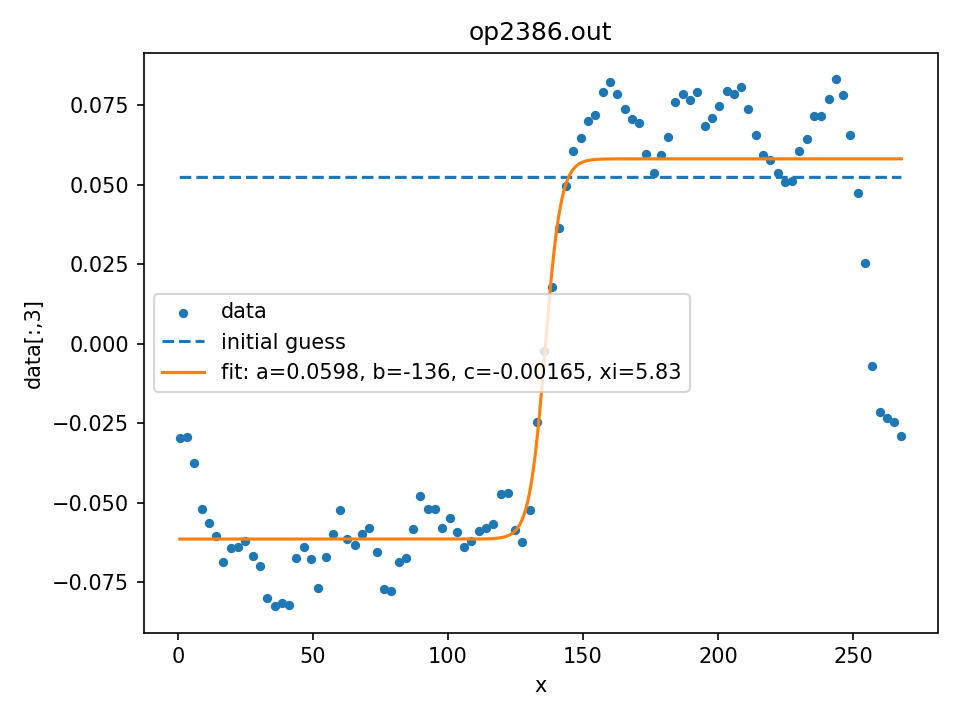 op2386.out
data[:,3]
0.075
0.050
0.025
0.000
−0.025
−0.050
−0.075
data
initial guess
fit: a=0.0598, b=-136, c=-0.00165, xi=5.83
0 50 100 150 200 250
x